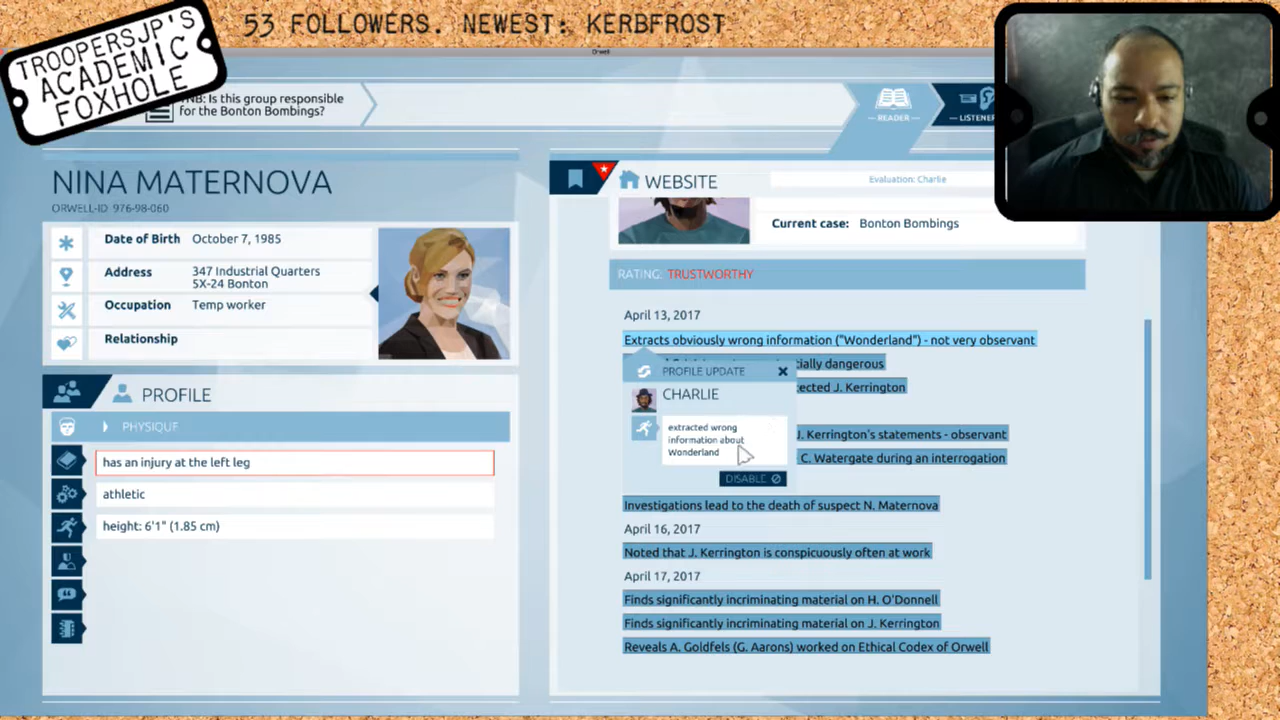 TROOPERSJP'S
ACADEMIC
FOXHOLE
53 FOLLOWERS. NEWEST: KERBFROST
Orwell
TNB: Is this group responsible
for the Bonton Bombings?
READER
LISTENER
NINA MATERNOVA
ORWELL-ID 976-98-060
Date of Birth October 7, 1985
Address 347 Industrial Quarters
5X-24 Bonton
Occupation Temp worker
Relationship
PROFILE
PHYSIQUE
has an injury at the left leg
athletic
height: 6'1" (1.85 cm)
WEBSITE
Evaluation: Charlie
Current case: Bonton Bombings
RATING: TRUSTWORTHY
April 13, 2017
Extracts obviously wrong information ("Wonderland") - not very observant
tially dangerous
ected J. Kerrington
PROFILE UPDATE
CHARLIE
extracted wrong
information about
Wonderland
DISABLE
J. Kerrington's statements - observant
C. Watergate during an interrogation
Investigations lead to the death of suspect N. Maternova
April 16, 2017
Noted that J. Kerrington is conspicuously often at work
April 17, 2017
Finds significantly incriminating material on H. O'Donnell
Finds significantly incriminating material on J. Kerrington
Reveals A. Goldfels (G. Aarons) worked on Ethical Codex of Orwell